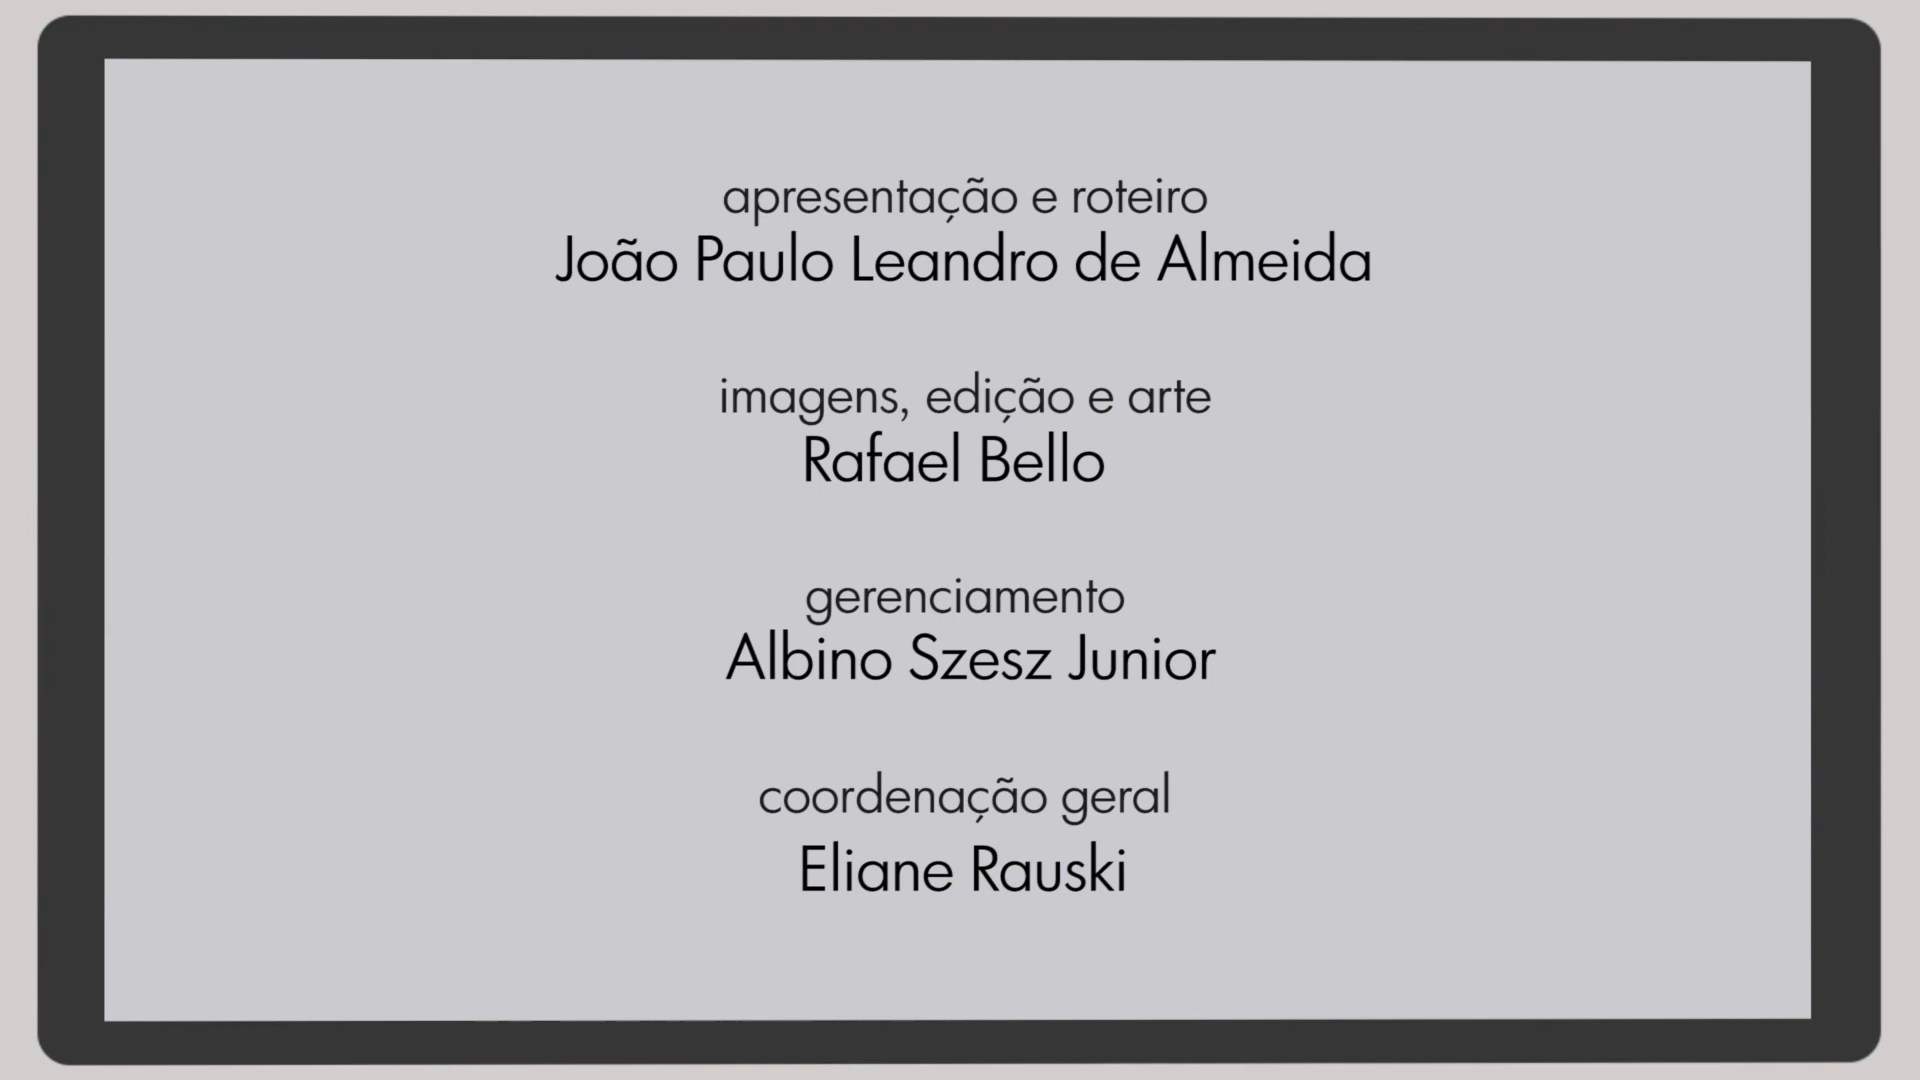 apresentação e roteiro
João Paulo Leandro de Almeida
imagens, edição e arte
Rafael Bello
gerenciamento
Albino Szesz Junior
coordenação geral
Eliane Rauski